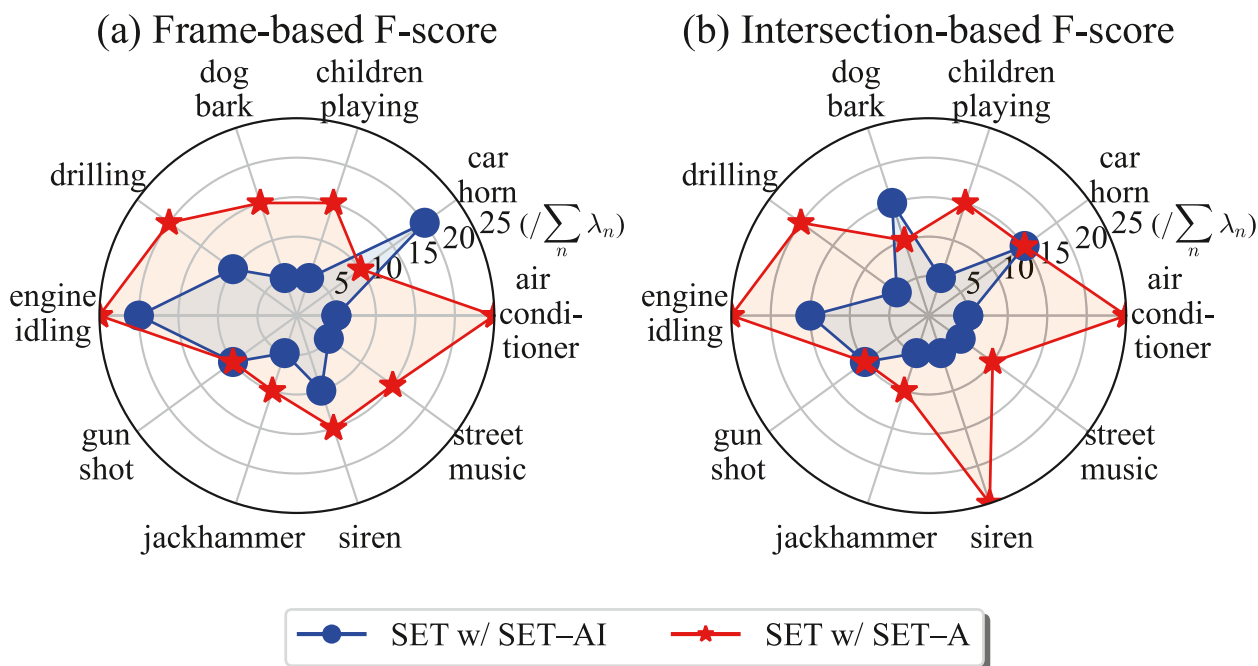 (a) Frame-based F-score
dog
bark
children
playing
drilling
car
horn
25 (/∑ₙ λₙ)
20
15
10
5
engine
idling
air
condi-
tioner
gun
shot
street
music
jackhammer
siren
(b) Intersection-based F-score
dog
bark
children
playing
drilling
car
horn
25 (/∑ₙ λₙ)
20
15
10
5
engine
idling
air
condi-
tioner
gun
shot
street
music
jackhammer
siren
SET w/ SET–AI
SET w/ SET–A